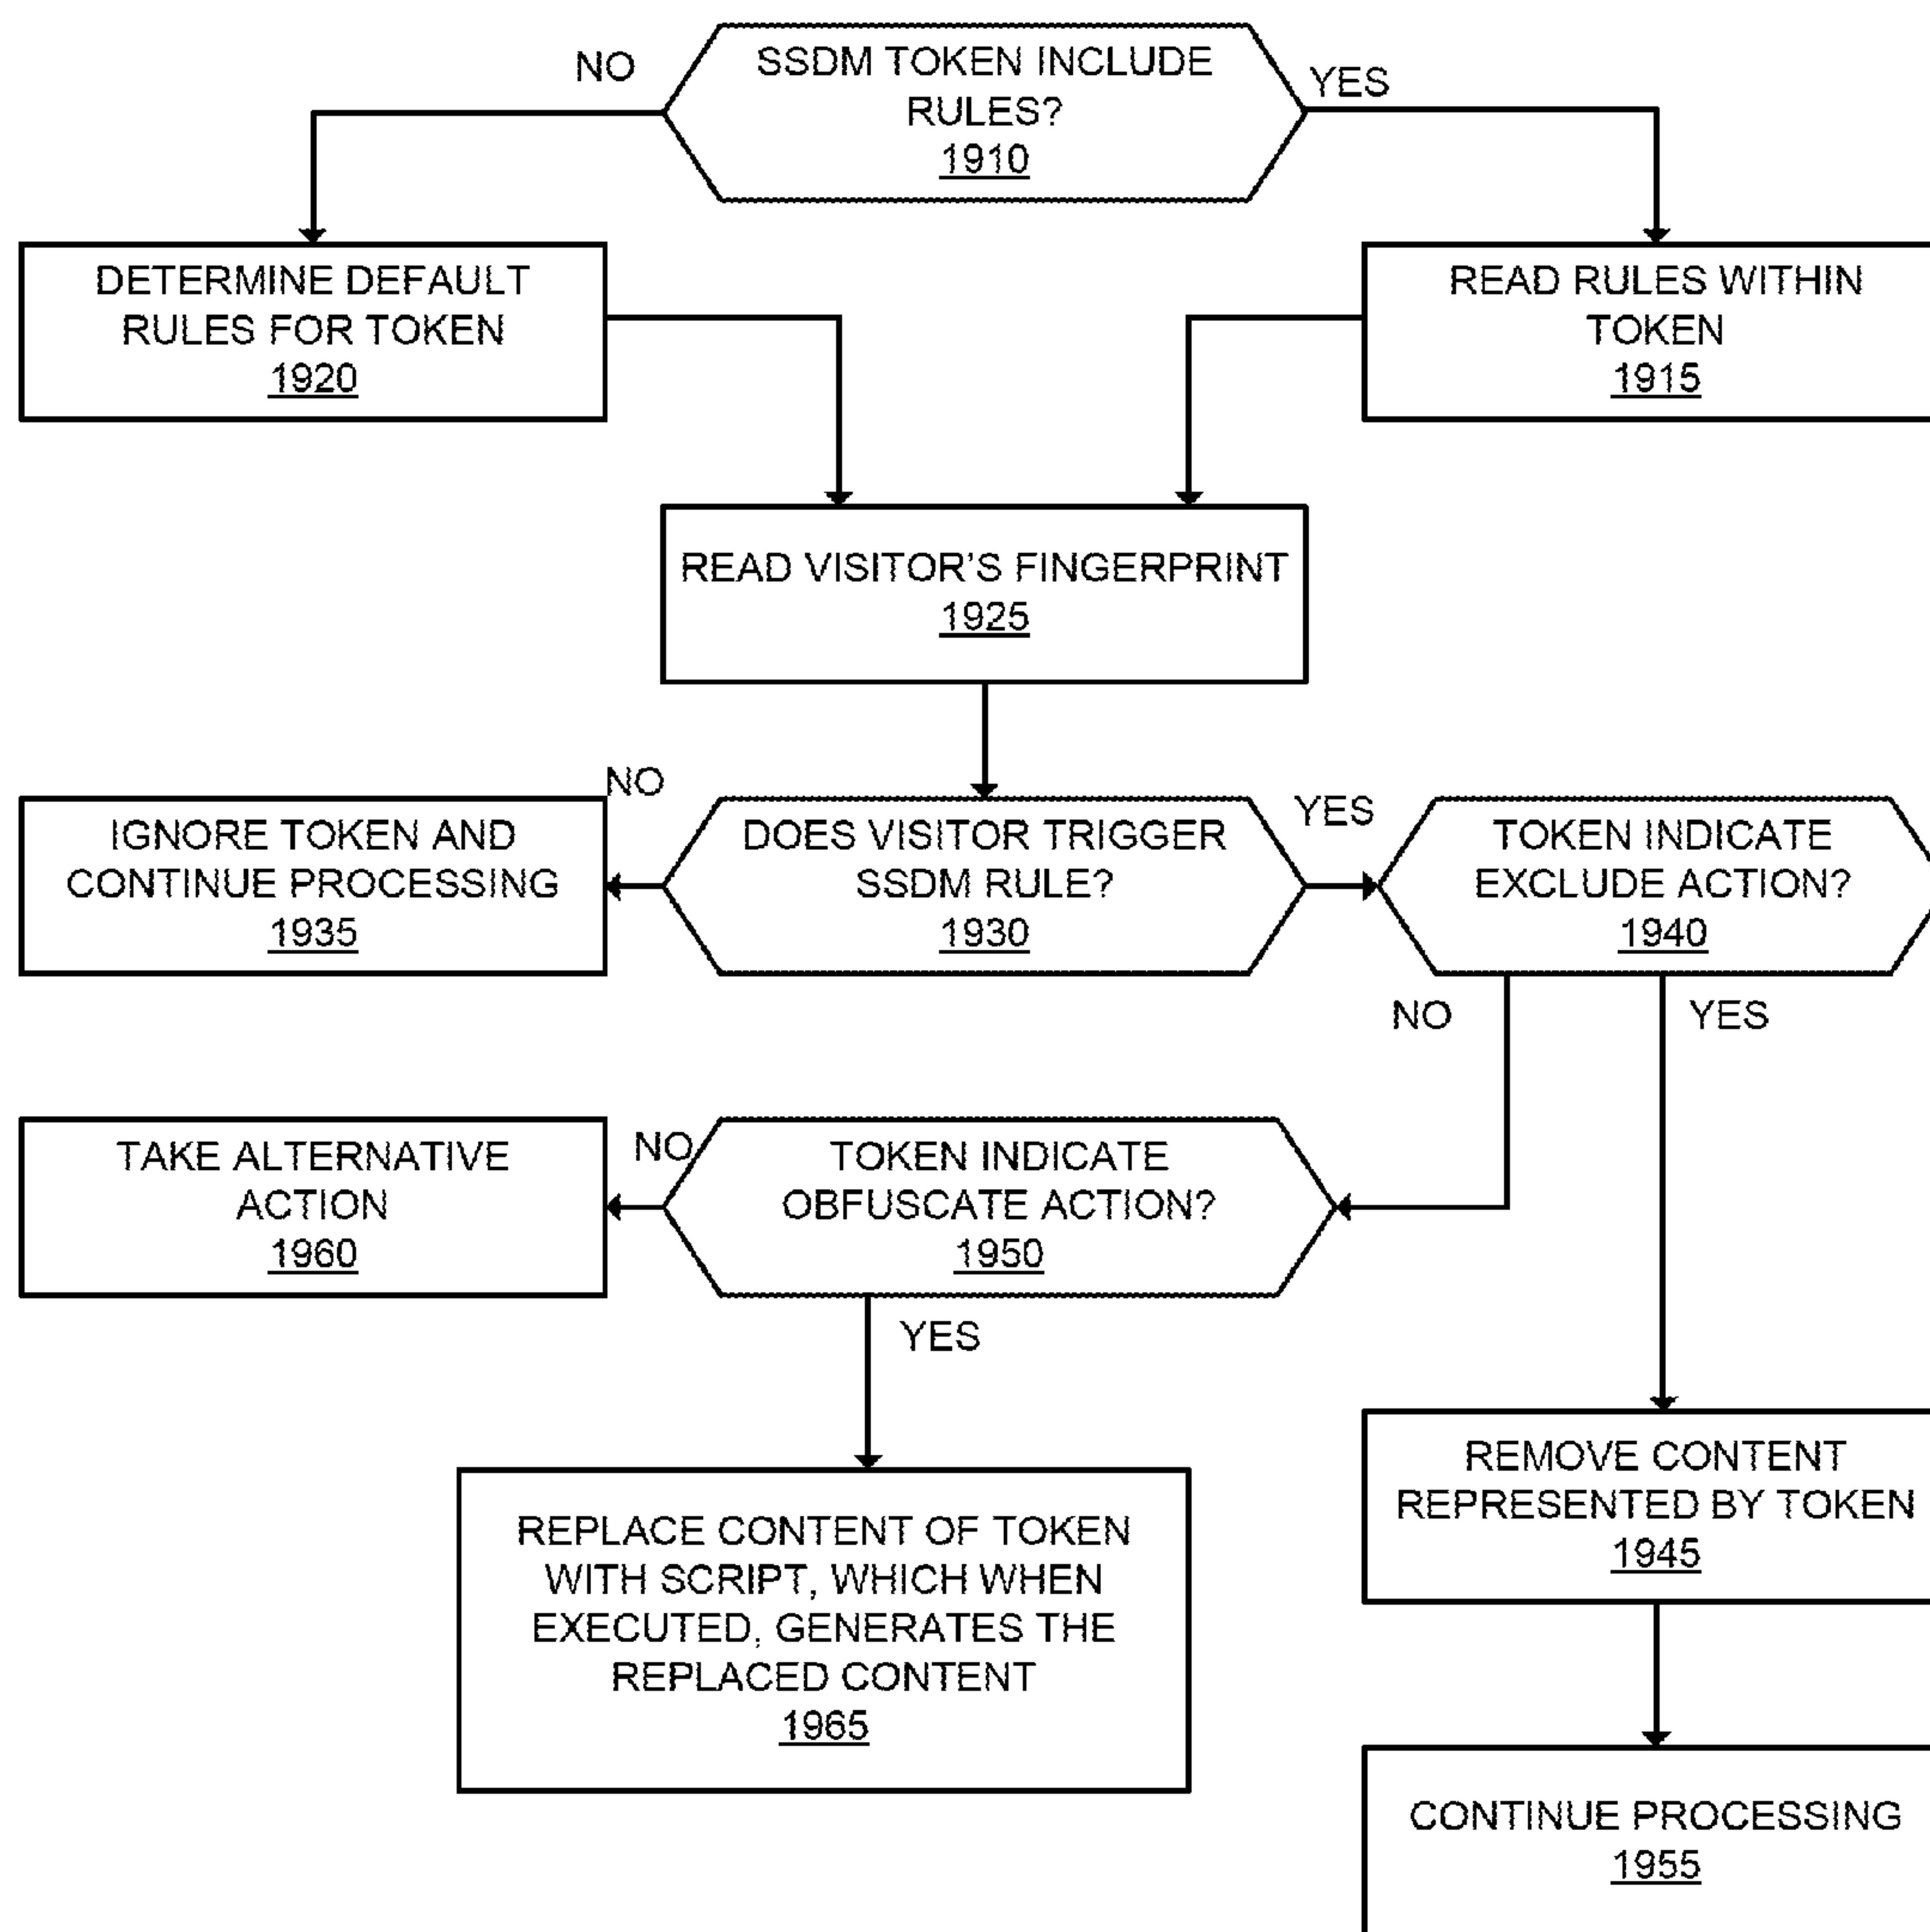 NO
SSDM TOKEN INCLUDE
RULES?
1910
YES
DETERMINE DEFAULT
RULES FOR TOKEN
1920
READ RULES WITHIN
TOKEN
1915
READ VISITOR'S FINGERPRINT
1925
NO
IGNORE TOKEN AND
CONTINUE PROCESSING
1935
DOES VISITOR TRIGGER
SSDM RULE?
1930
YES
TOKEN INDICATE
EXCLUDE ACTION?
1940
NO
YES
TAKE ALTERNATIVE
ACTION
1960
NO
TOKEN INDICATE
OBFUSCATE ACTION?
1950
YES
REPLACE CONTENT OF TOKEN
WITH SCRIPT, WHICH WHEN
EXECUTED, GENERATES THE
REPLACED CONTENT
1965
REMOVE CONTENT
REPRESENTED BY TOKEN
1945
CONTINUE PROCESSING
1955